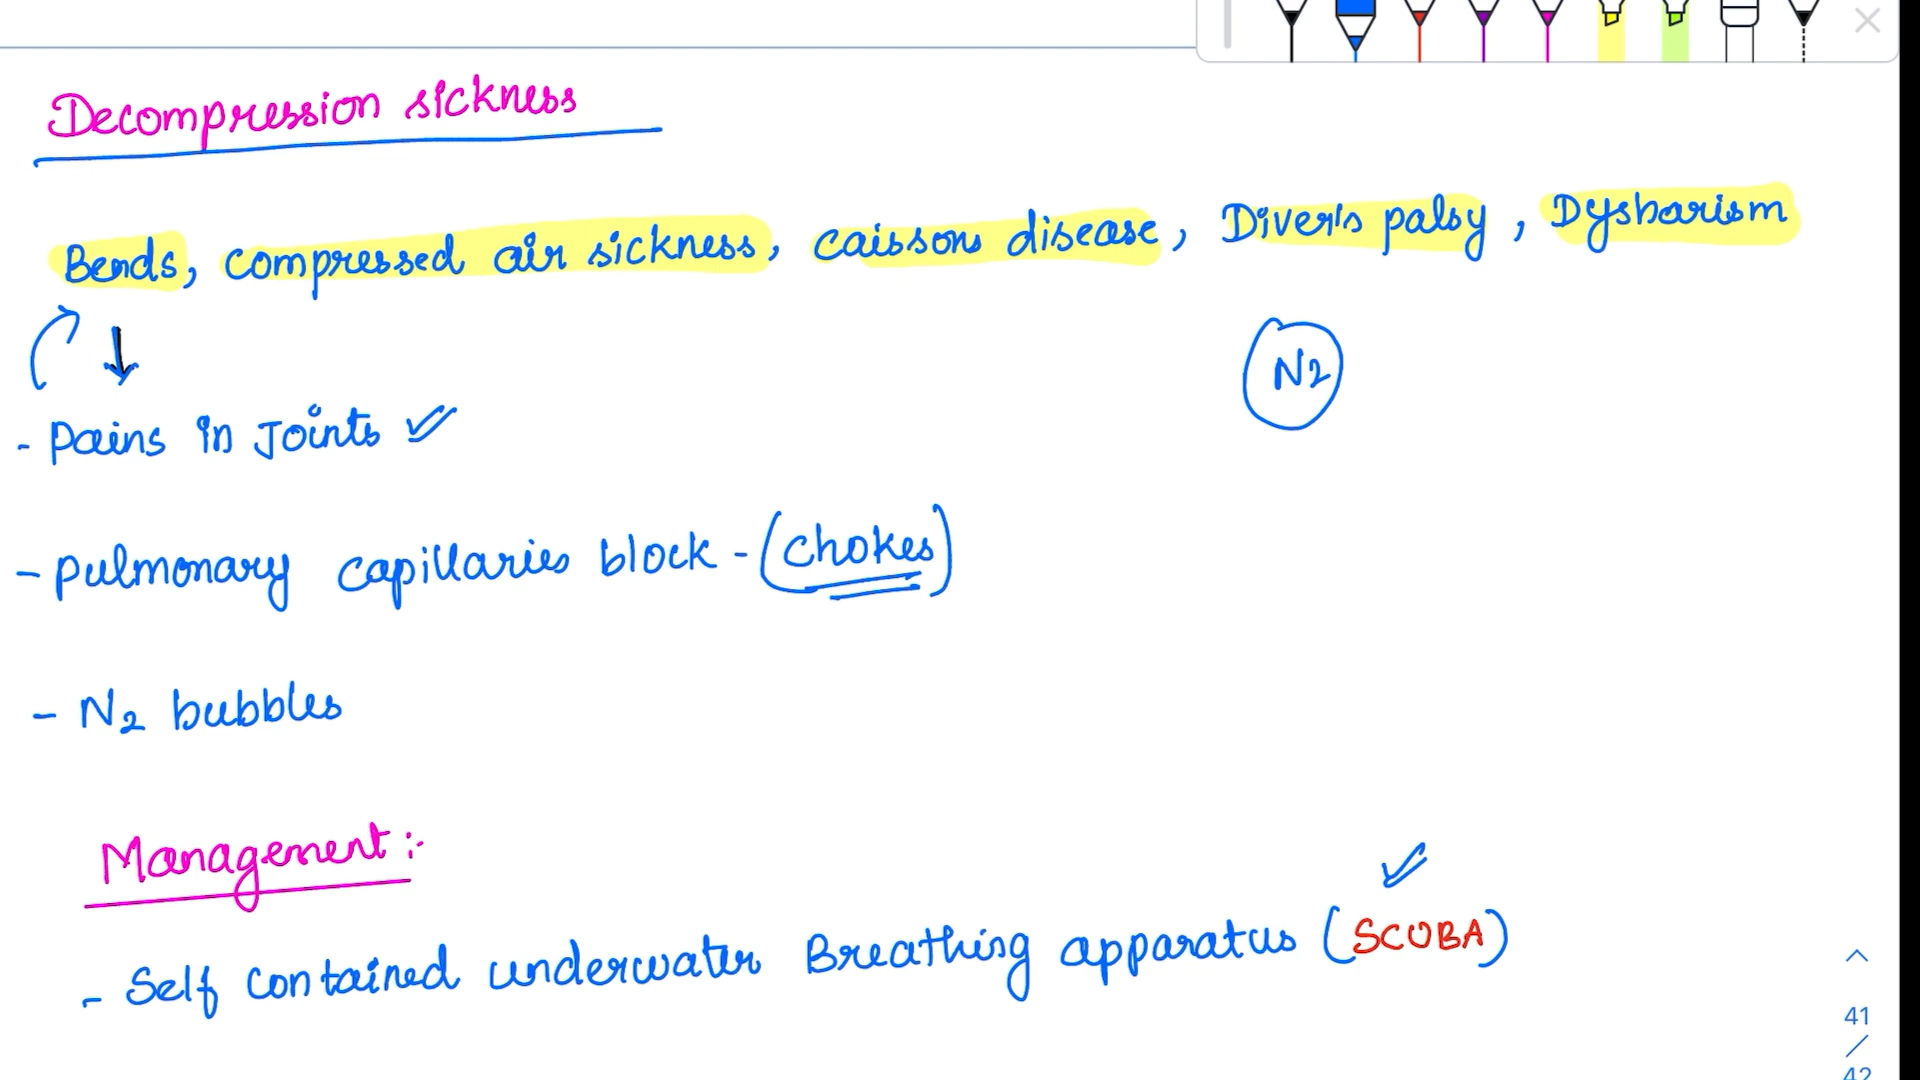 Decompression sickness
Bends, compressed air sickness, caissons disease, Diver's palsy, Dysbarism
N2
- Pains in Joints
- Pulmonary capillaries block - (chokes)
- N2 bubbles
Management :-
- Self contained underwater Breathing apparatus (SCUBA)
41
/
42